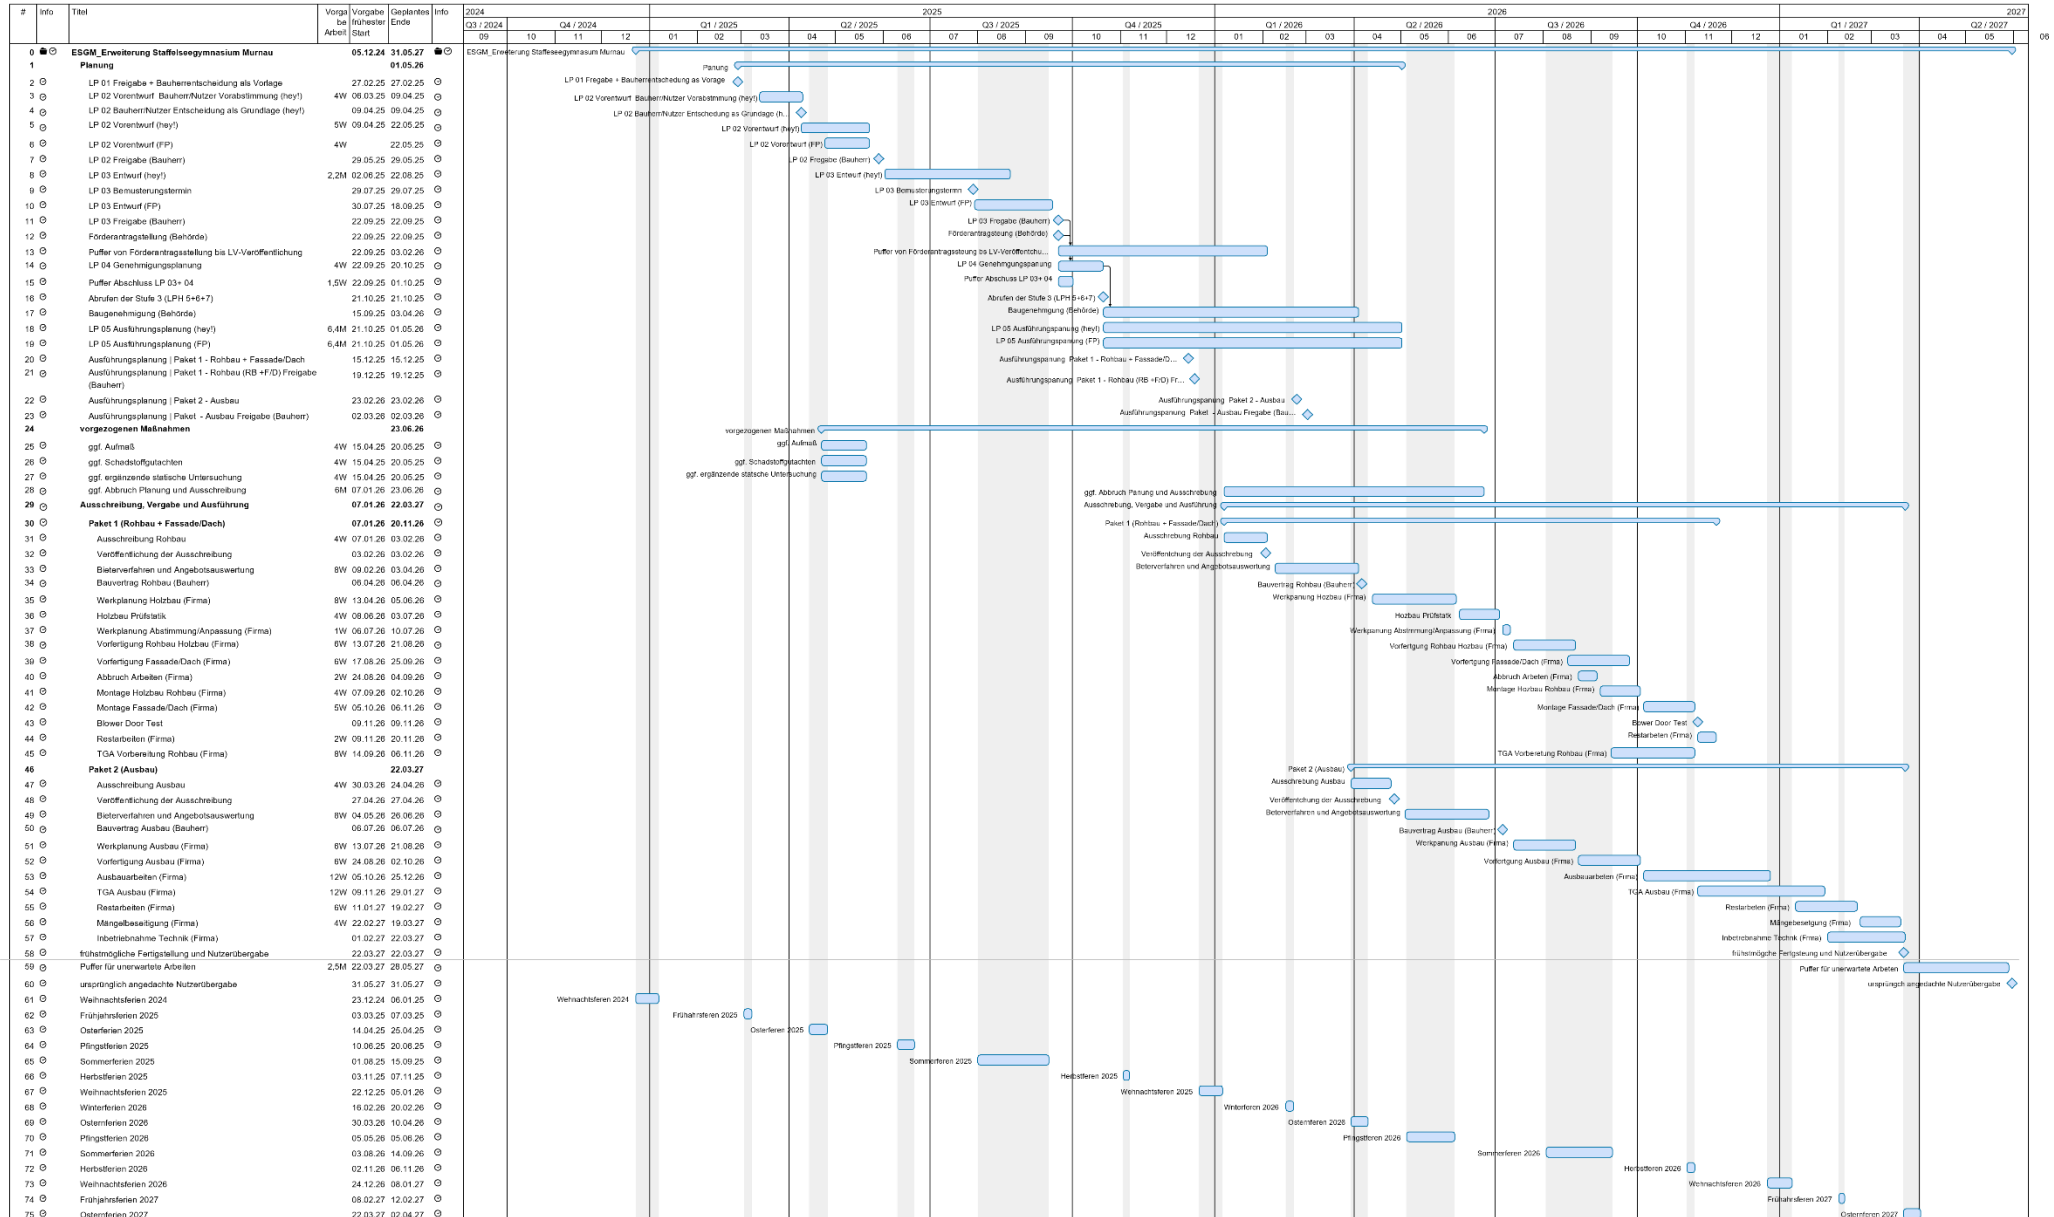 # Info Titel Vorgabe Arbeit Vorgabe frühester Start Geplantes Ende Info
2024 2025 2026 2027
Q3 / 2024 Q4 / 2024 Q1 / 2025 Q2 / 2025 Q3 / 2025 Q4 / 2025 Q1 / 2026 Q2 / 2026 Q3 / 2026 Q4 / 2026 Q1 / 2027 Q2 / 2027
09 10 11 12 01 02 03 04 05 06 07 08 09 10 11 12 01 02 03 04 05 06 07 08 09 10 11 12 01 02 03 04 05 06
0 ESGM_Erweiterung Staffelseegymnasium Murnau 05.12.24 31.05.27
1 Planung 01.05.26
2 LP 01 Freigabe + Bauherrentscheidung als Vorlage 27.02.25 27.02.25
3 LP 02 Vorentwurf Bauherr/Nutzer Vorabstimmung (hey!) 4W 06.03.25 09.04.25
4 LP 02 Bauherr/Nutzer Entscheidung als Grundlage (hey!) 09.04.25 09.04.25
5 LP 02 Vorentwurf (hey!) 5W 09.04.25 22.05.25
6 LP 02 Vorentwurf (FP) 4W 22.05.25
7 LP 02 Freigabe (Bauherr) 29.05.25 29.05.25
8 LP 03 Entwurf (hey!) 2,2M 02.06.25 22.08.25
9 LP 03 Bemusterungstermin 29.07.25 29.07.25
10 LP 03 Entwurf (FP) 30.07.25 18.09.25
11 LP 03 Freigabe (Bauherr) 22.09.25 22.09.25
12 Förderantragstellung (Behörde) 22.09.25 22.09.25
13 Puffer von Förderantragsstellung bis LV-Veröffentlichung 22.09.25 03.02.26
14 LP 04 Genehmigungsplanung 4W 22.09.25 20.10.25
15 Puffer Abschluss LP 03+ 04 1,5W 22.09.25 01.10.25
16 Abrufen der Stufe 3 (LPH 5+6+7) 21.10.25 21.10.25
17 Baugenehmigung (Behörde) 15.09.25 03.04.26
18 LP 05 Ausführungsplanung (hey!) 6,4M 21.10.25 01.05.26
19 LP 05 Ausführungsplanung (FP) 6,4M 21.10.25 01.05.26
20 Ausführungsplanung | Paket 1 - Rohbau + Fassade/Dach 15.12.25 15.12.25
21 Ausführungsplanung | Paket 1 - Rohbau (RB +F/D) Freigabe (Bauherr) 19.12.25 19.12.25
22 Ausführungsplanung | Paket 2 - Ausbau 23.02.26 23.02.26
23 Ausführungsplanung | Paket - Ausbau Freigabe (Bauherr) 02.03.26 02.03.26
24 vorgezogenen Maßnahmen 23.06.26
25 ggf. Aufmaß 4W 15.04.25 20.05.25
26 ggf. Schadstoffgutachten 4W 15.04.25 20.05.25
27 ggf. ergänzende statische Untersuchung 4W 15.04.25 20.05.25
28 ggf. Abbruch Planung und Ausschreibung 6M 07.01.26 23.06.26
29 Ausschreibung, Vergabe und Ausführung 07.01.26 22.03.27
30 Paket 1 (Rohbau + Fassade/Dach) 07.01.26 20.11.26
31 Ausschreibung Rohbau 4W 07.01.26 03.02.26
32 Veröffentlichung der Ausschreibung 03.02.26 03.02.26
33 Bieterverfahren und Angebotsauswertung 8W 09.02.26 03.04.26
34 Bauvertrag Rohbau (Bauherr) 06.04.26 06.04.26
35 Werkplanung Holzbau (Firma) 8W 13.04.26 05.06.26
36 Holzbau Prüfstatik 4W 08.06.26 03.07.26
37 Werkplanung Abstimmung/Anpassung (Firma) 1W 06.07.26 10.07.26
38 Vorfertigung Rohbau Holzbau (Firma) 6W 13.07.26 21.08.26
39 Vorfertigung Fassade/Dach (Firma) 6W 17.08.26 25.09.26
40 Abbruch Arbeiten (Firma) 2W 24.08.26 04.09.26
41 Montage Holzbau Rohbau (Firma) 4W 07.09.26 02.10.26
42 Montage Fassade/Dach (Firma) 5W 05.10.26 06.11.26
43 Blower Door Test 09.11.26 09.11.26
44 Restarbeiten (Firma) 2W 09.11.26 20.11.26
45 TGA Vorbereitung Rohbau (Firma) 8W 14.09.26 06.11.26
46 Paket 2 (Ausbau) 22.03.27
47 Ausschreibung Ausbau 4W 30.03.26 24.04.26
48 Veröffentlichung der Ausschreibung 27.04.26 27.04.26
49 Bieterverfahren und Angebotsauswertung 8W 04.05.26 26.06.26
50 Bauvertrag Ausbau (Bauherr) 06.07.26 06.07.26
51 Werkplanung Ausbau (Firma) 6W 13.07.26 21.08.26
52 Vorfertigung Ausbau (Firma) 6W 24.08.26 02.10.26
53 Ausbauarbeiten (Firma) 12W 05.10.26 25.12.26
54 TGA Ausbau (Firma) 12W 09.11.26 29.01.27
55 Restarbeiten (Firma) 6W 11.01.27 19.02.27
56 Mängelbeseitigung (Firma) 4W 22.02.27 19.03.27
57 Inbetriebnahme Technik (Firma) 01.02.27 22.03.27
58 frühstmögliche Fertigstellung und Nutzerübergabe 22.03.27 22.03.27
59 Puffer für unerwartete Arbeiten 2,5M 22.03.27 28.05.27
60 ursprünglich angedachte Nutzerübergabe 31.05.27 31.05.27
61 Weihnachtsferien 2024 23.12.24 06.01.25
62 Frühjahrsferien 2025 03.03.25 07.03.25
63 Osterferien 2025 14.04.25 25.04.25
64 Pfingstferien 2025 10.06.25 20.06.25
65 Sommerferien 2025 01.08.25 15.09.25
66 Herbstferien 2025 03.11.25 07.11.25
67 Weihnachtsferien 2025 22.12.25 05.01.26
68 Winterferien 2026 16.02.26 20.02.26
69 Osternferien 2026 30.03.26 10.04.26
70 Pfingstferien 2026 05.05.26 05.06.26
71 Sommerferien 2026 03.08.26 14.09.26
72 Herbstferien 2026 02.11.26 06.11.26
73 Weihnachtsferien 2026 24.12.26 08.01.27
74 Frühjahrsferien 2027 08.02.27 12.02.27
75 Osternferien 2027 22.03.27 02.04.27